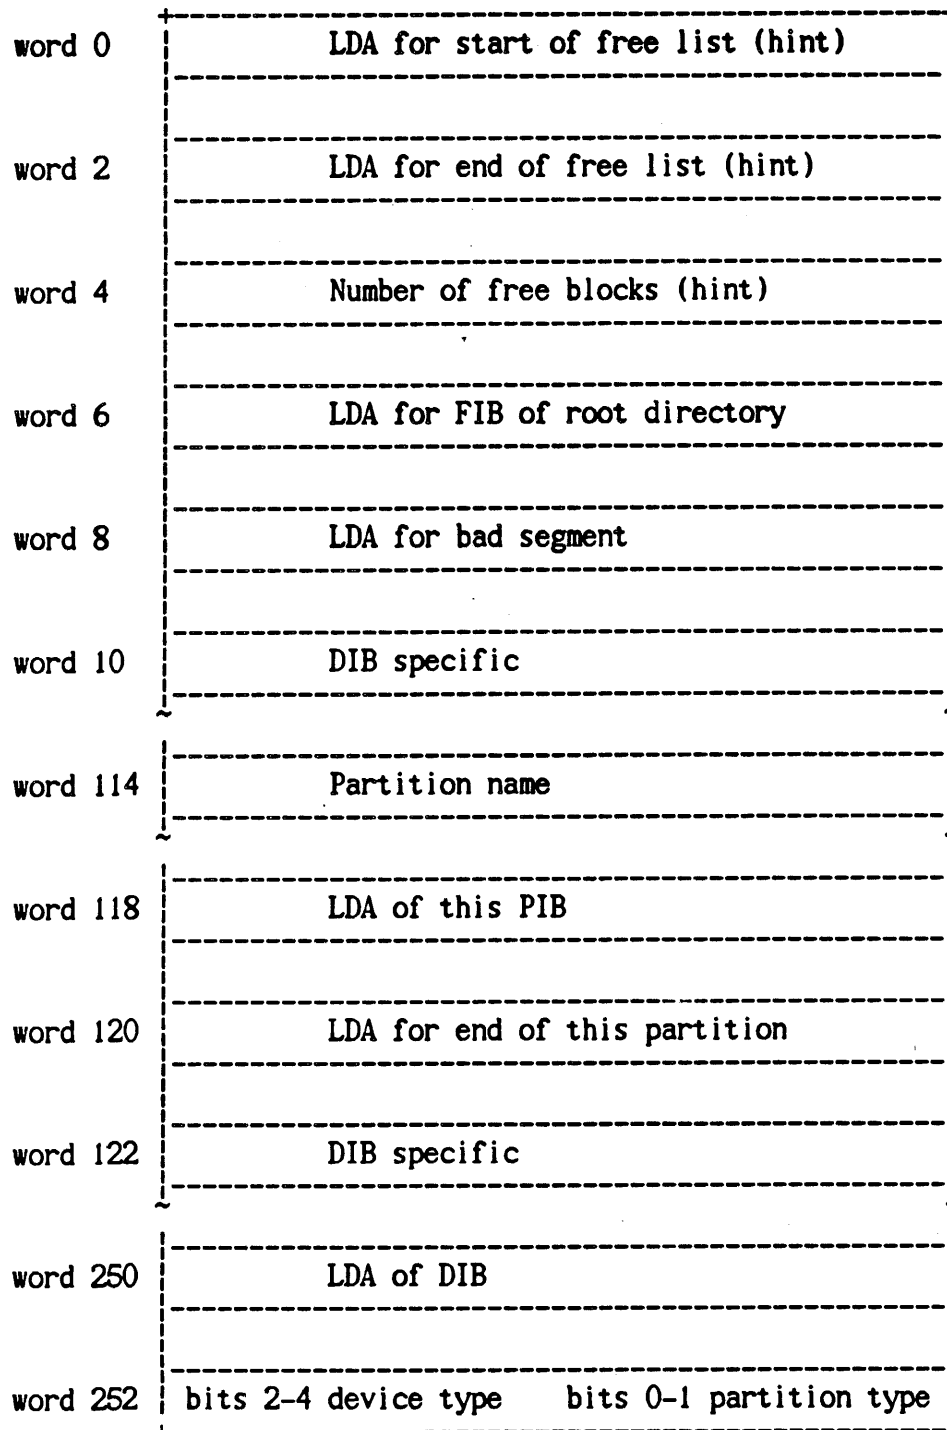 word 0 LDA for start of free list (hint)
word 2 LDA for end of free list (hint)
word 4 Number of free blocks (hint)
word 6 LDA for FIB of root directory
word 8 LDA for bad segment
word 10 DIB specific
word 114 Partition name
word 118 LDA of this PIB
word 120 LDA for end of this partition
word 122 DIB specific
word 250 LDA of DIB
word 252 bits 2-4 device type bits 0-1 partition type